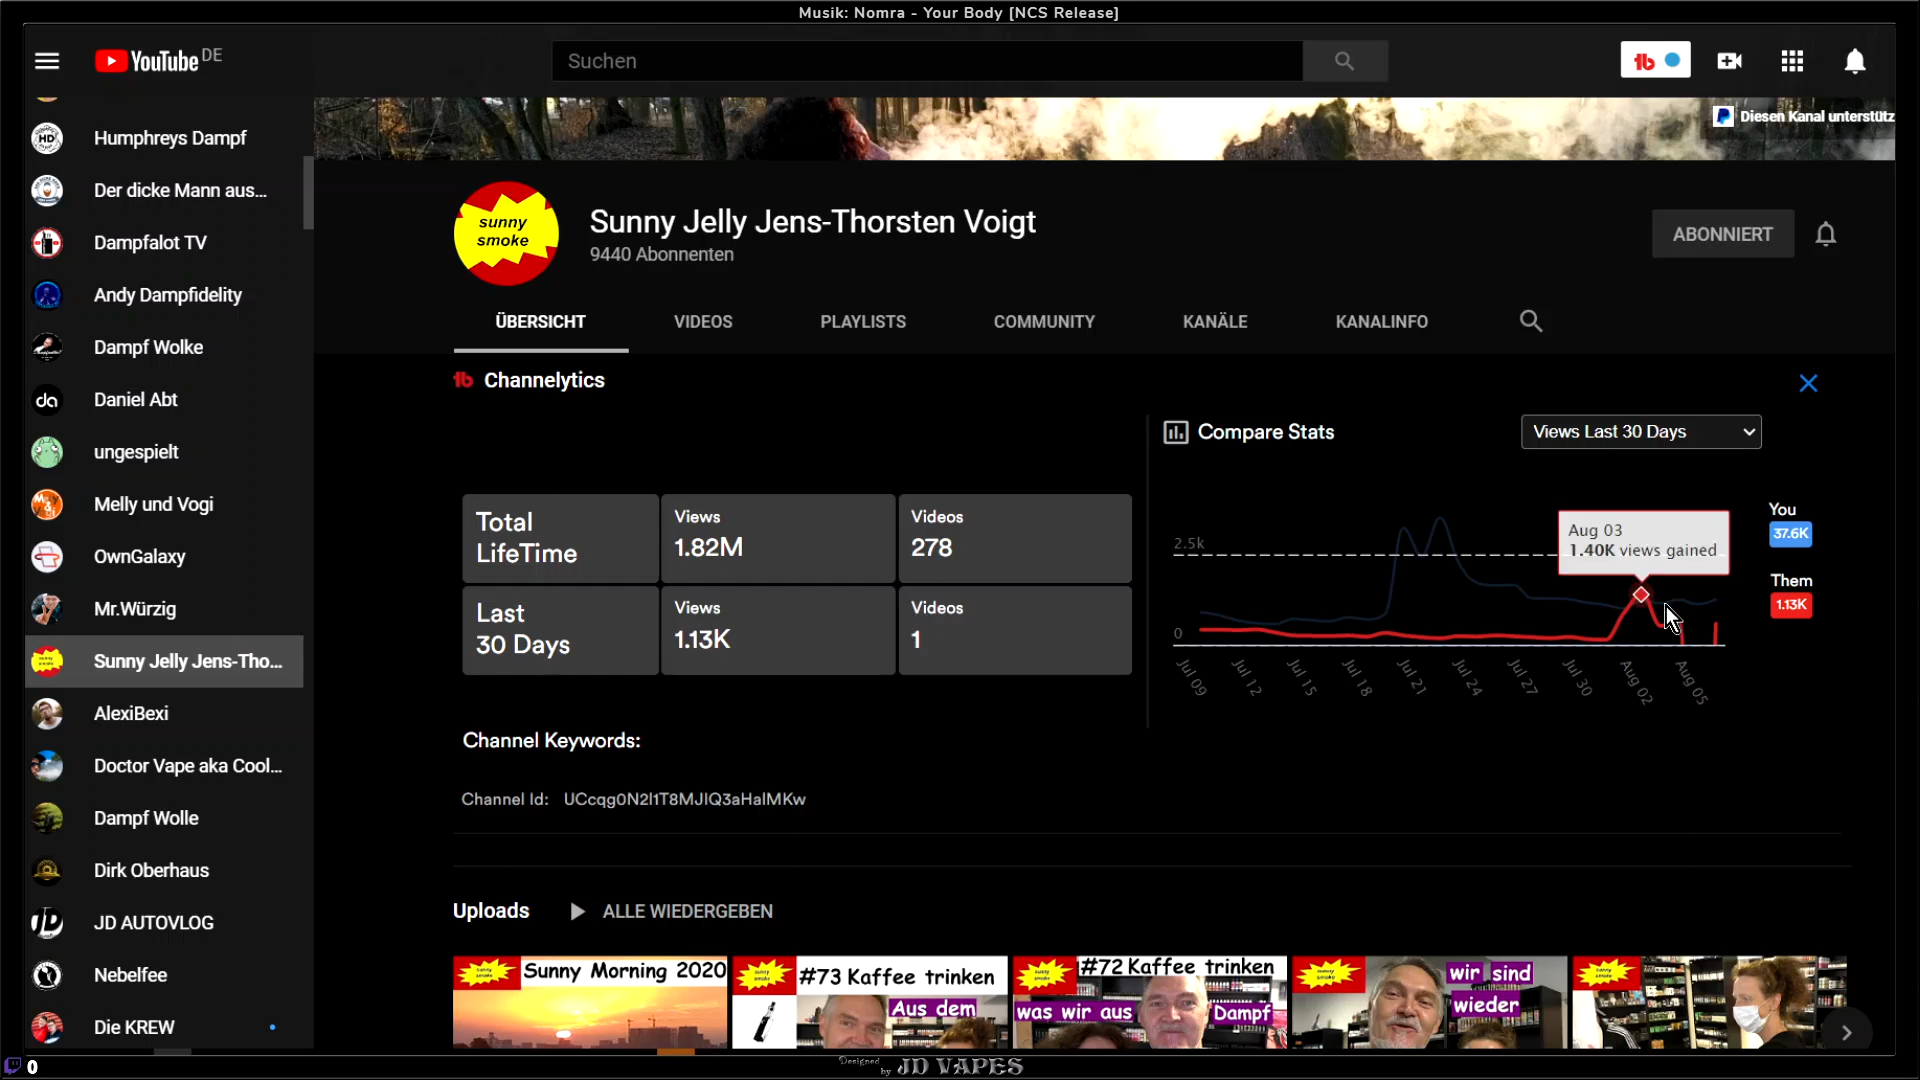 Musik: Nomra - Your Body [NCS Release]
YouTube DE
Suchen
Diesen Kanal unterstütz
Humphreys Dampf
Der dicke Mann aus...
Dampfalot TV
Andy Dampfidelity
Dampf Wolke
Daniel Abt
ungespielt
Melly und Vogi
OwnGalaxy
Mr.Würzig
Sunny Jelly Jens-Tho...
AlexiBexi
Doctor Vape aka Cool...
Dampf Wolle
Dirk Oberhaus
JD AUTOVLOG
Nebelfee
Die KREW
sunny
smoke
Sunny Jelly Jens-Thorsten Voigt
9440 Abonnenten
ABONNIERT
ÜBERSICHT
VIDEOS
PLAYLISTS
COMMUNITY
KANÄLE
KANALINFO
Channelytics
Total
LifeTime
Views
1.82M
Videos
278
Last
30 Days
Views
1.13K
Videos
1
Compare Stats
Views Last 30 Days
2.5k
0
Aug 03
1.40K views gained
Jul 09
Jul 12
Jul 15
Jul 18
Jul 21
Jul 24
Jul 27
Jul 30
Aug 02
Aug 05
You
37.6K
Them
1.13K
Channel Keywords:
Channel Id: UCcqg0N2l1T8MJIQ3aHalMKw
Uploads
ALLE WIEDERGEBEN
Sunny Morning 2020
#73 Kaffee trinken
Aus dem
#72 Kaffee trinken
was wir aus
Dampf
wir sind
wieder
0
Designed
by JD VAPES